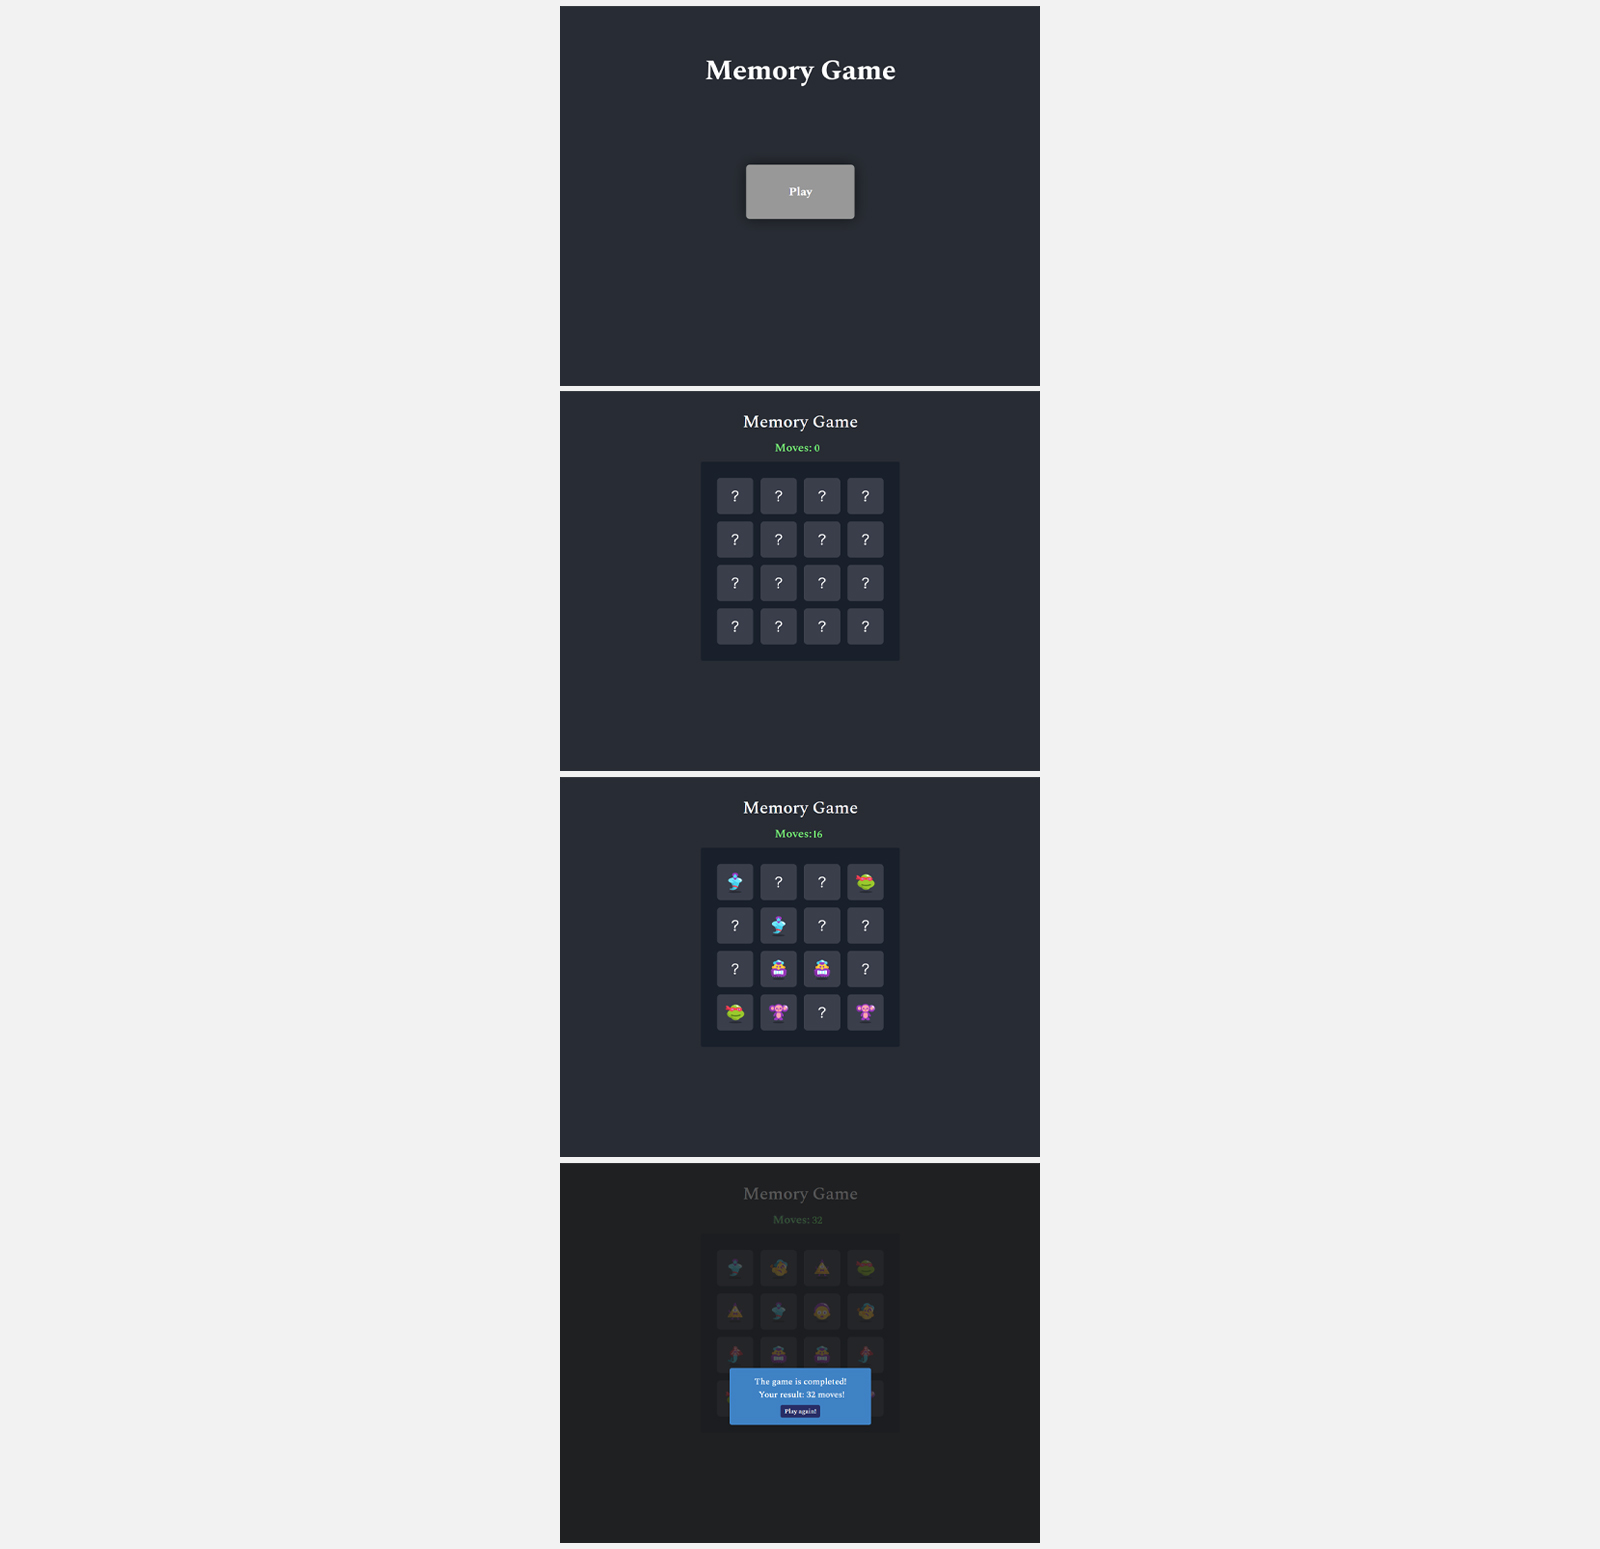 Memory Game
Play
Memory Game
Moves: 0
? ? ? ?
? ? ? ?
? ? ? ?
? ? ? ?
Memory Game
Moves:16
? ?
? ? ?
? ?
?
Memory Game
Moves: 32
The game is completed!
Your result: 32 moves!
Play again!